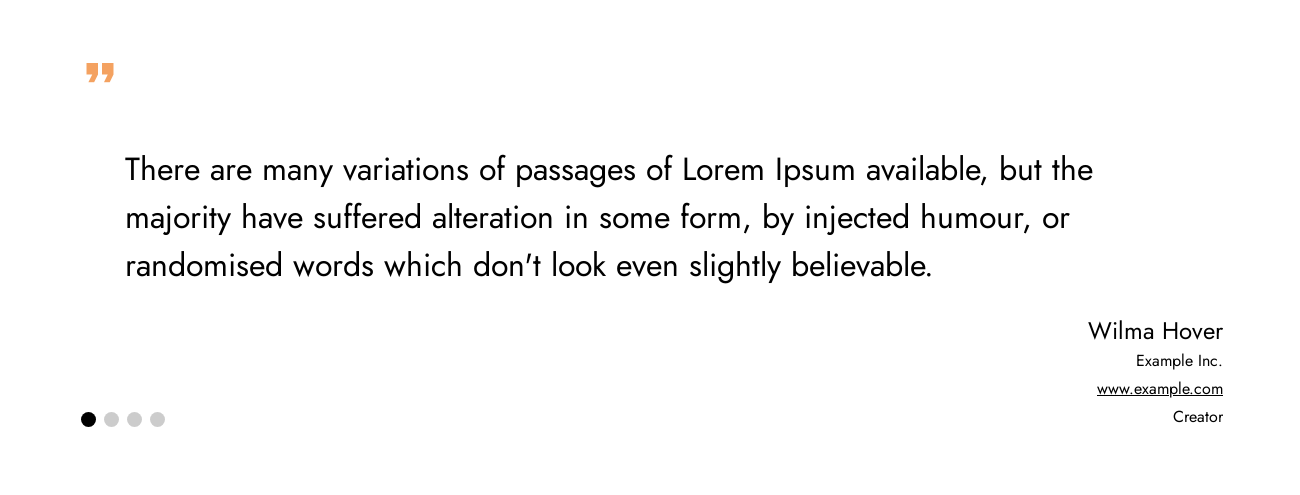 ”
There are many variations of passages of Lorem Ipsum available, but the
majority have suffered alteration in some form, by injected humour, or
randomised words which don't look even slightly believable.
Wilma Hover
Example Inc.
www.example.com
Creator